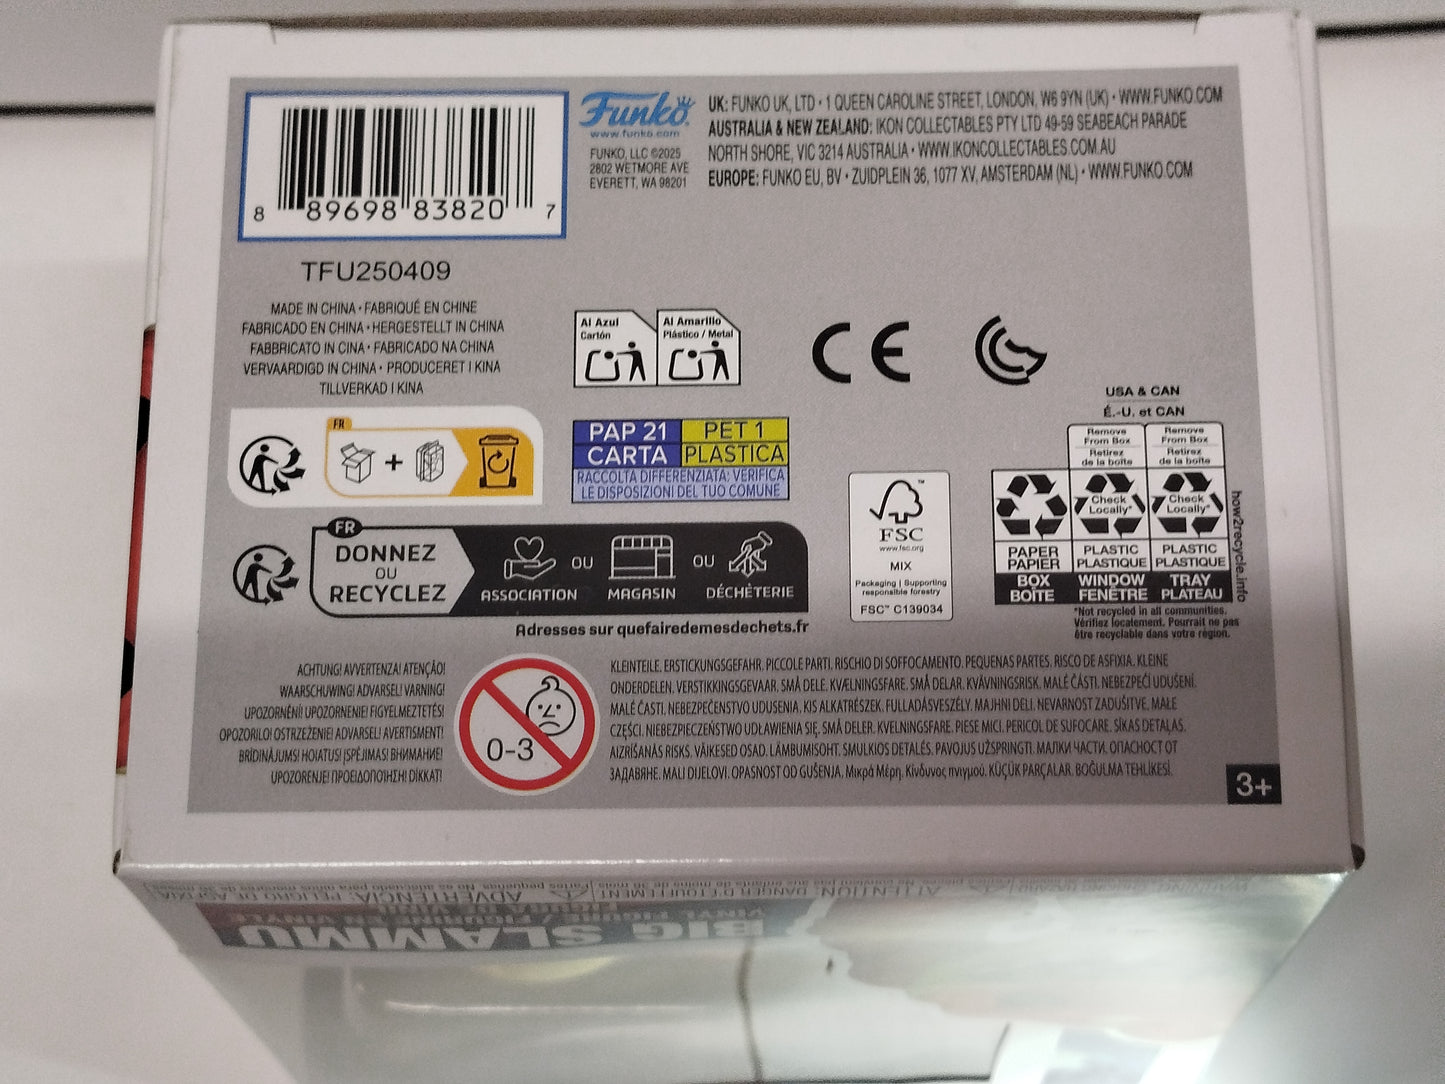 8 89698 83820 7
TFU250409
MADE IN CHINA • FABRIQUÉ EN CHINE
FABRICADO EN CHINA • HERGESTELLT IN CHINA
FABBRICATO IN CINA • FABRICADO NA CHINA
VERVAARDIGD IN CHINA • PRODUCERET I KINA
TILLVERKAD I KINA
Funko
www.funko.com
FUNKO, LLC ©2025
2802 WETMORE AVE
EVERETT, WA 98201
UK: FUNKO UK, LTD • 1 QUEEN CAROLINE STREET, LONDON, W6 9YN (UK) • WWW.FUNKO.COM
AUSTRALIA & NEW ZEALAND: IKON COLLECTABLES PTY LTD 49-59 SEABEACH PARADE
NORTH SHORE, VIC 3214 AUSTRALIA • WWW.IKONCOLLECTABLES.COM.AU
EUROPE: FUNKO EU, BV • ZUIDPLEIN 36, 1077 XV, AMSTERDAM (NL) • WWW.FUNKO.COM
Al Azul
Cartón
Al Amarillo
Plástico / Metal
CE
FR
PAP 21
CARTA
PET 1
PLASTICA
RACCOLTA DIFFERENZIATA: VERIFICA
LE DISPOSIZIONI DEL TUO COMUNE
FR
DONNEZ
OU
RECYCLEZ
ASSOCIATION
OU
MAGASIN
OU
DÉCHÈTERIE
Adresses sur quefairedemesdechets.fr
FSC™
www.fsc.org
MIX
Packaging | Supporting
responsible forestry
FSC™ C139034
USA & CAN
É.-U. et CAN
PAPER
PAPIER
BOX
BOÎTE
Remove
From Box
Retirez
de la boîte
Check
Locally*
PLASTIC
PLASTIQUE
WINDOW
FENÊTRE
Remove
From Box
Retirez
de la boîte
Check
Locally*
PLASTIC
PLASTIQUE
TRAY
PLATEAU
how2recycle.info
*Not recycled in all communities.
Vérifiez localement. Pourrait ne pas
être recyclable dans votre région.
ACHTUNG! AVVERTENZA! ATENÇÃO!
WAARSCHUWING! ADVARSEL! VARNING!
UPOZORNĚNÍ! UPOZORNENIE! FIGYELMEZTETÉS!
OPOZORILO! OSTRZEŻENIE! ADVARSEL! AVERTISMENT!
BRĪDINĀJUMS! HOIATUS! ĮSPĖJIMAS! ВНИМАНИЕ!
UPOZORENJE! ΠΡΟΕΙΔΟΠΟΙΗΣΗ! DİKKAT!
0-3
KLEINTEILE. ERSTICKUNGSGEFAHR. PICCOLE PARTI. RISCHIO DI SOFFOCAMENTO. PEQUENAS PARTES. RISCO DE ASFIXIA. KLEINE
ONDERDELEN. VERSTIKKINGSGEVAAR. SMÅ DELE. KVÆLNINGSFARE. SMÅ DELAR. KVÄVNINGSRISK. MALÉ ČÁSTI. NEBEZPEČÍ UDUŠENÍ.
MALÉ ČASTI. NEBEZPEČENSTVO UDUSENIA. KIS ALKATRÉSZEK. FULLADÁSVESZÉLY. MAJHNI DELI. NEVARNOST ZADUŠITVE. MAŁE
CZĘŚCI. NIEBEZPIECZEŃSTWO UDŁAWIENIA SIĘ. SMÅ DELER. KVELNINGSFARE. PIESE MICI. PERICOL DE SUFOCARE. SĪKAS DETAĻAS.
AIZRĪŠANĀS RISKS. VÄIKESED OSAD. LÄMBUMISOHT. SMULKIOS DETALĖS. PAVOJUS UŽSPRINGTI. МАЛКИ ЧАСТИ. ОПАСНОСТ ОТ
ЗАДАВЯНЕ. MALI DIJELOVI. OPASNOST OD GUŠENJA. Μικρά Μέρη. Κίνδυνος πνιγμού. KÜÇÜK PARÇALAR. BOĞULMA TEHLİKESİ.
3+
ADVERTENCIA: PELIGRO DE ASFIXIA
BIG SLAMMU
VINYL FIGURE / FIGURINE EN VINYLE